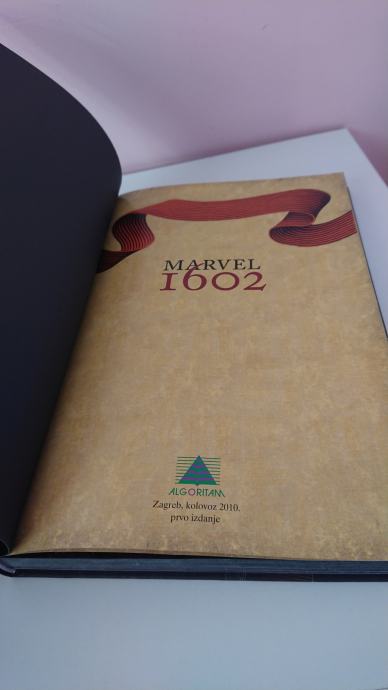 MARVEL
1602
ALGORITAM
Zagreb, kolovoz 2010.
prvo izdanje